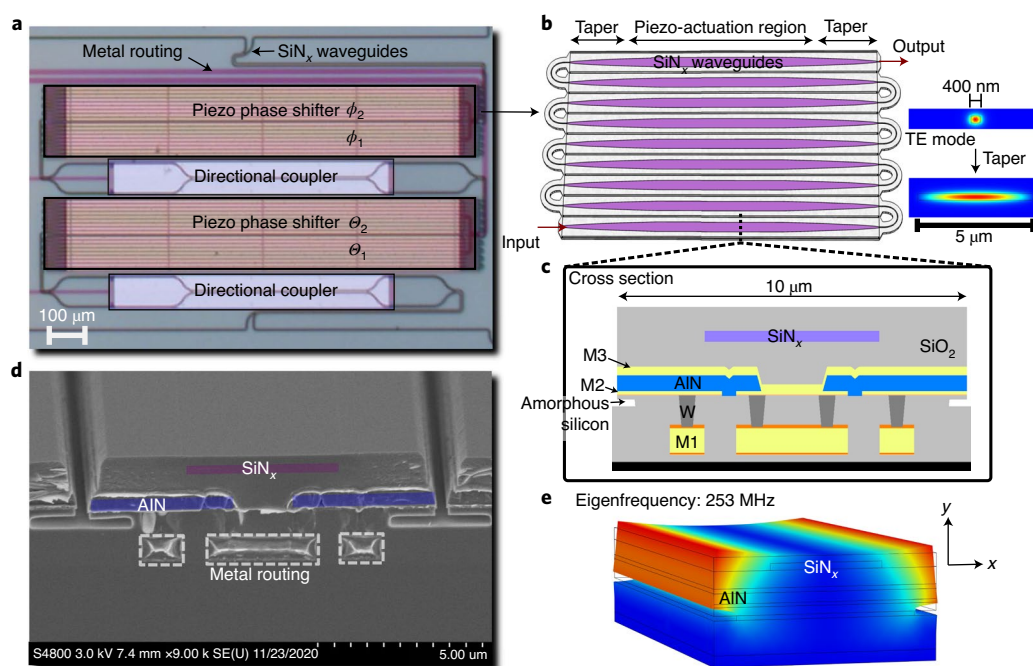 a
Metal routing
SiNₓ waveguides
Piezo phase shifter ϕ₂
ϕ₁
Directional coupler
Piezo phase shifter Θ₂
Θ₁
Directional coupler
100 μm
b
Taper
Piezo-actuation region
Taper
SiNₓ waveguides
Output
Input
400 nm
TE mode
Taper
5 μm
c
Cross section
10 μm
SiNₓ
SiO₂
M3
AlN
M2
Amorphous
silicon
W
M1
d
SiNₓ
AlN
Metal routing
S4800 3.0 kV 7.4 mm ×9.00 k SE(U) 11/23/2020
5.00 um
e
Eigenfrequency: 253 MHz
SiNₓ
AlN
y
x